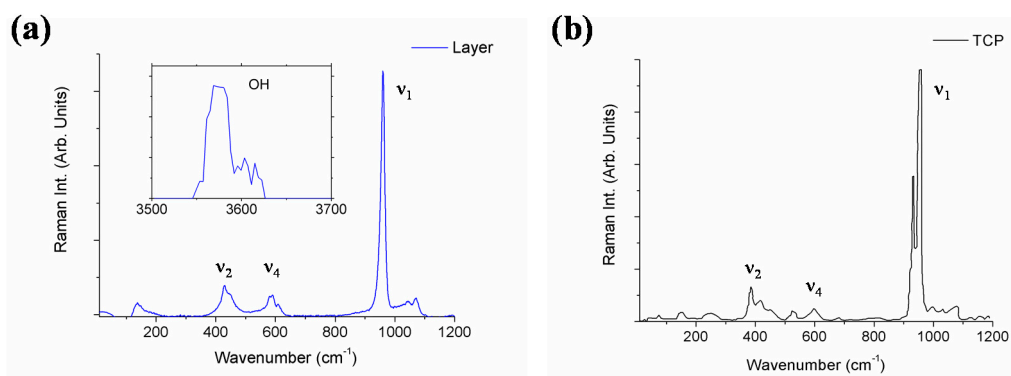 (a)
Layer
OH
ν1
ν2
ν4
3500 3600 3700
200 400 600 800 1000 1200
Raman Int. (Arb. Units)
Wavenumber (cm-1)
(b)
TCP
ν1
ν2
ν4
200 400 600 800 1000 1200
Raman Int. (Arb. Units)
Wavenumber (cm-1)